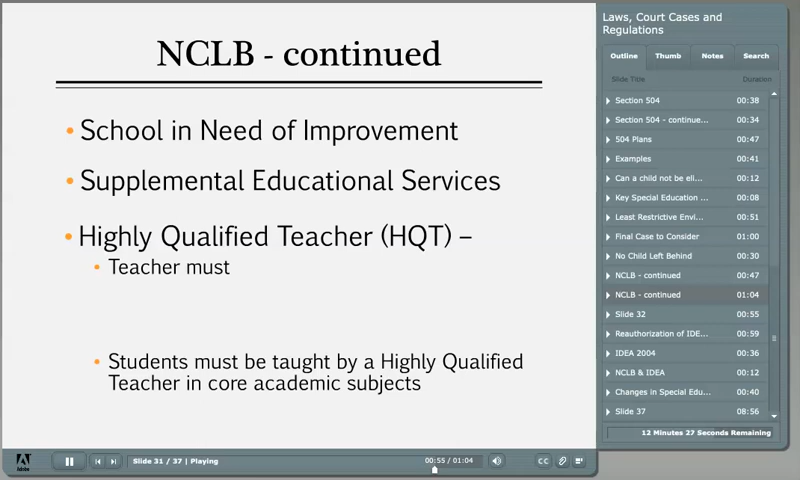 NCLB - continued
• School in Need of Improvement
• Supplemental Educational Services
• Highly Qualified Teacher (HQT) –
• Teacher must
• Students must be taught by a Highly Qualified
Teacher in core academic subjects
Laws, Court Cases and
Regulations
Outline Thumb Notes Search
Slide Title Duration
Section 504 00:38
Section 504 - continue... 00:34
504 Plans 00:47
Examples 00:41
Can a child not be eli... 00:12
Key Special Education ... 00:08
Least Restrictive Envi... 00:51
Final Case to Consider 01:00
No Child Left Behind 00:30
NCLB - continued 00:47
NCLB - continued 01:04
Slide 32 00:55
Reauthorization of IDE... 00:59
IDEA 2004 00:36
NCLB & IDEA 00:12
Changes in Special Edu... 00:40
Slide 37 08:56
12 Minutes 27 Seconds Remaining
Adobe
Slide 31 / 37 | Playing 00:55 / 01:04 CC